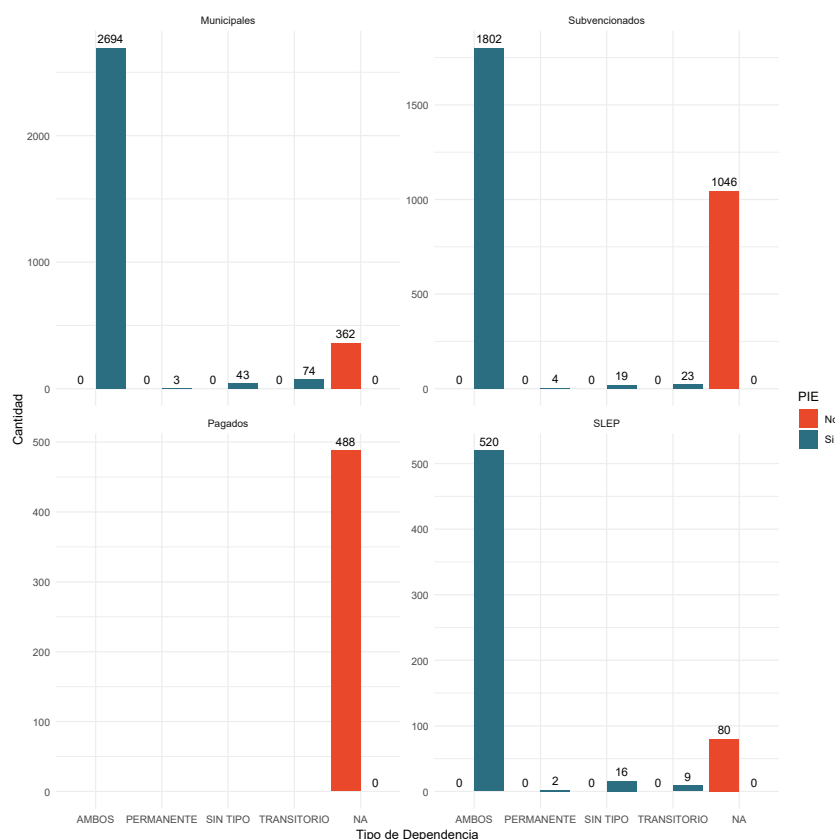 Municipales
Subvencionados
2694
1802
2000
1000
0
1500
1000
500
0
362
1046
0 0 3 0 43 0 74 0
0 0 4 0 19 0 23 0
Cantidad
PIE
No
Si
Pagados
SLEP
488
520
500
400
300
200
100
0
500
400
300
200
100
0
0
80
0 0 2 0 16 0 9 0
AMBOS PERMANENTE SIN TIPO TRANSITORIO NA
AMBOS PERMANENTE SIN TIPO TRANSITORIO NA
Tipo de Dependencia